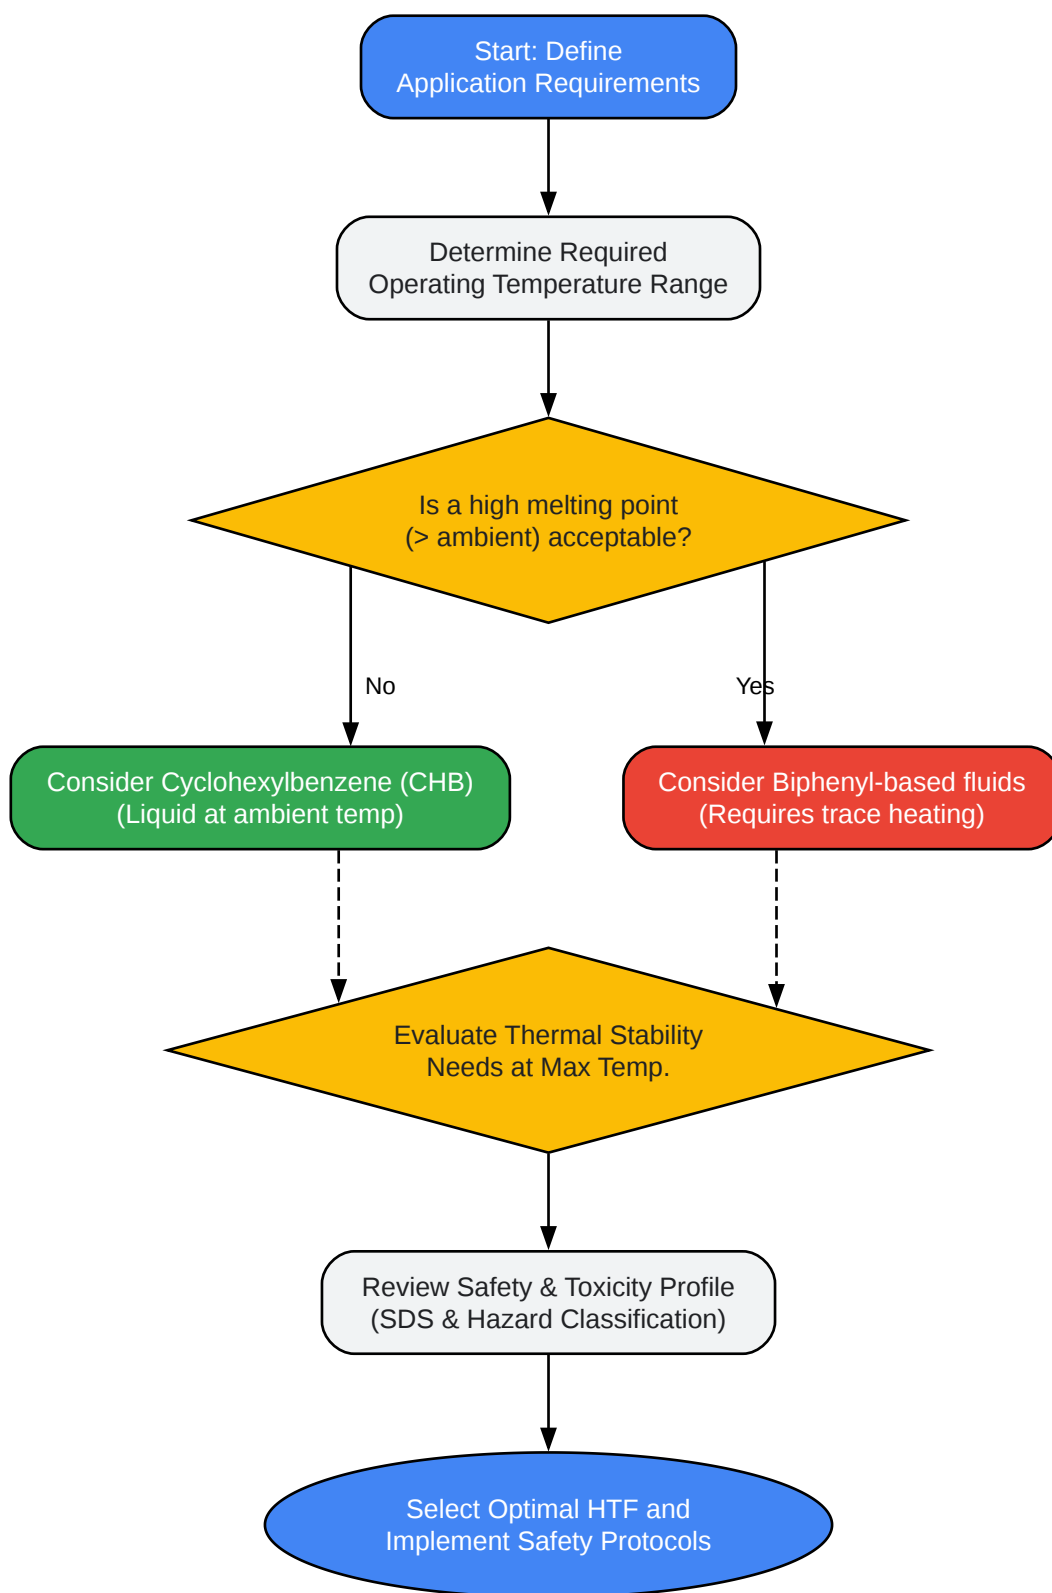 Start: Define
Application Requirements
Determine Required
Operating Temperature Range
Is a high melting point
(> ambient) acceptable?
No
Yes
Consider Cyclohexylbenzene (CHB)
(Liquid at ambient temp)
Consider Biphenyl-based fluids
(Requires trace heating)
Evaluate Thermal Stability
Needs at Max Temp.
Review Safety & Toxicity Profile
(SDS & Hazard Classification)
Select Optimal HTF and
Implement Safety Protocols